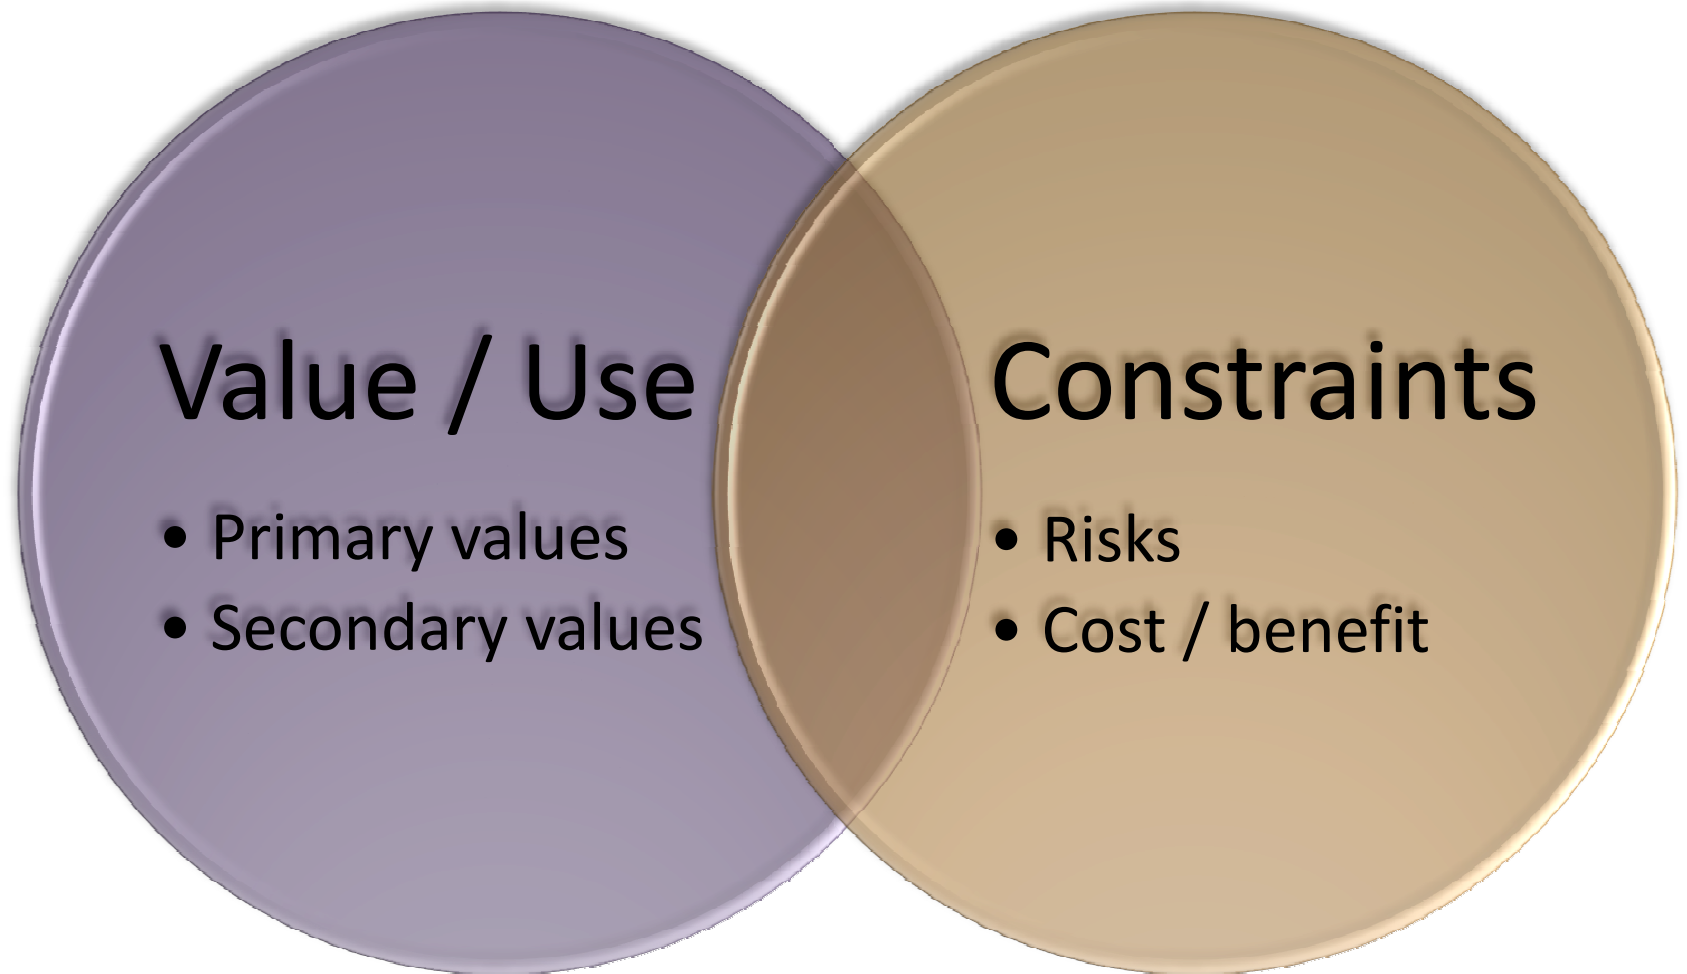 Value / Use
• Primary values
• Secondary values
Constraints
• Risks
• Cost / benefit